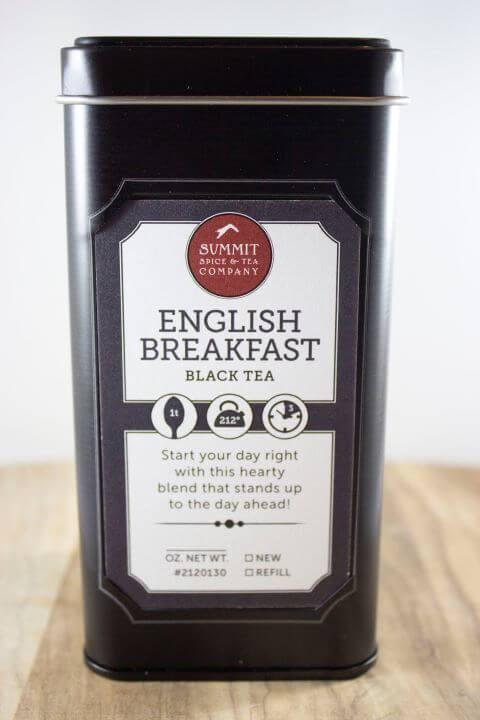 SUMMIT
SPICE & TEA
COMPANY
ENGLISH
BREAKFAST
BLACK TEA
1t 212° 3
Start your day right
with this hearty
blend that stands up
to the day ahead!
OZ. NET WT. ☐ NEW
#2120130 ☐ REFILL